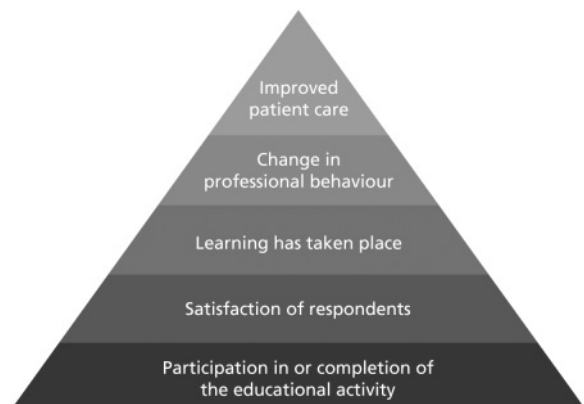 Improved
patient care
Change in
professional behaviour
Learning has taken place
Satisfaction of respondents
Participation in or completion of
the educational activity